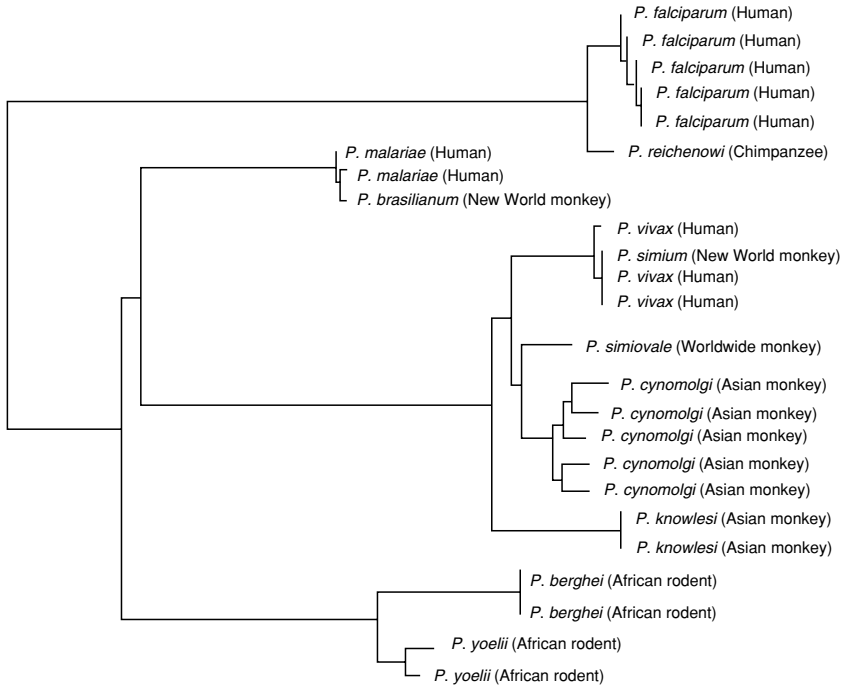 P. falciparum (Human)
P. falciparum (Human)
P. falciparum (Human)
P. falciparum (Human)
P. falciparum (Human)
P. reichenowi (Chimpanzee)
P. malariae (Human)
P. malariae (Human)
P. brasilianum (New World monkey)
P. vivax (Human)
P. simium (New World monkey)
P. vivax (Human)
P. vivax (Human)
P. simiovale (Worldwide monkey)
P. cynomolgi (Asian monkey)
P. cynomolgi (Asian monkey)
P. cynomolgi (Asian monkey)
P. cynomolgi (Asian monkey)
P. cynomolgi (Asian monkey)
P. knowlesi (Asian monkey)
P. knowlesi (Asian monkey)
P. berghei (African rodent)
P. berghei (African rodent)
P. yoelii (African rodent)
P. yoelii (African rodent)